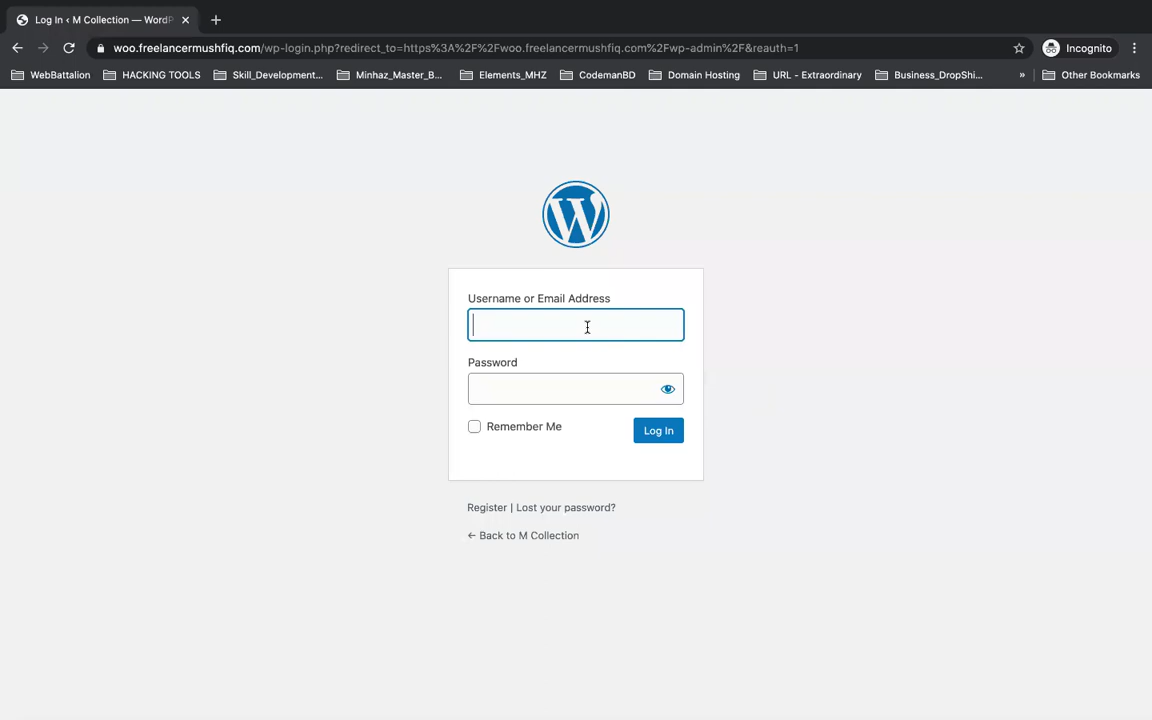 Log In < M Collection — WordP
woo.freelancermushfiq.com/wp-login.php?redirect_to=https%3A%2F%2Fwoo.freelancermushfiq.com%2Fwp-admin%2F&reauth=1
Incognito
WebBattalion HACKING TOOLS Skill_Development... Minhaz_Master_B... Elements_MHZ CodemanBD Domain Hosting URL - Extraordinary Business_DropShi... » Other Bookmarks
W
Username or Email Address
Password
Remember Me
Log In
Register | Lost your password?
← Back to M Collection